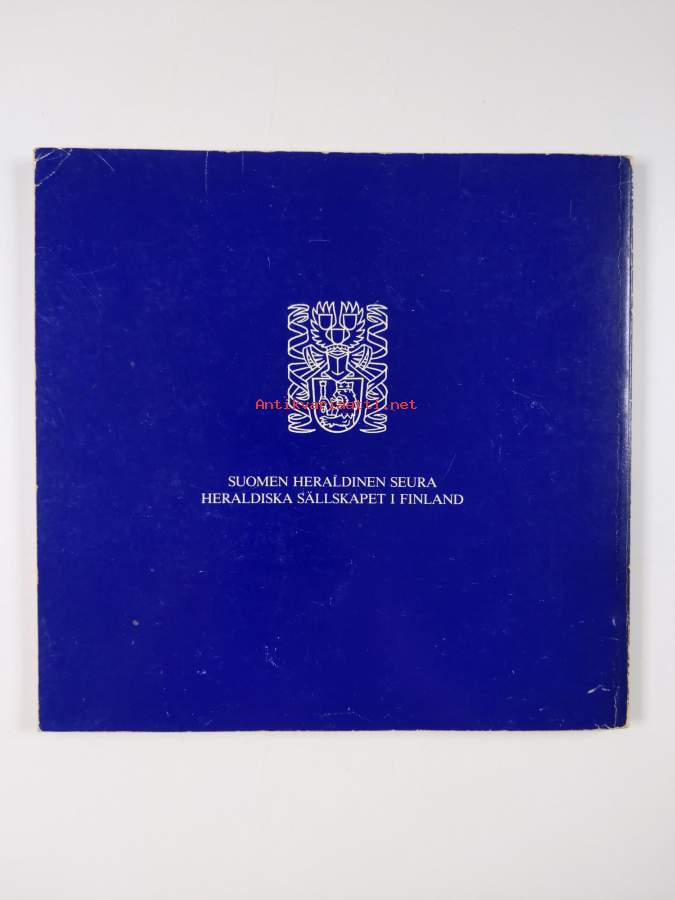 Antikvariaatti.net
SUOMEN HERALDINEN SEURA
HERALDISKA SÄLLSKAPET I FINLAND